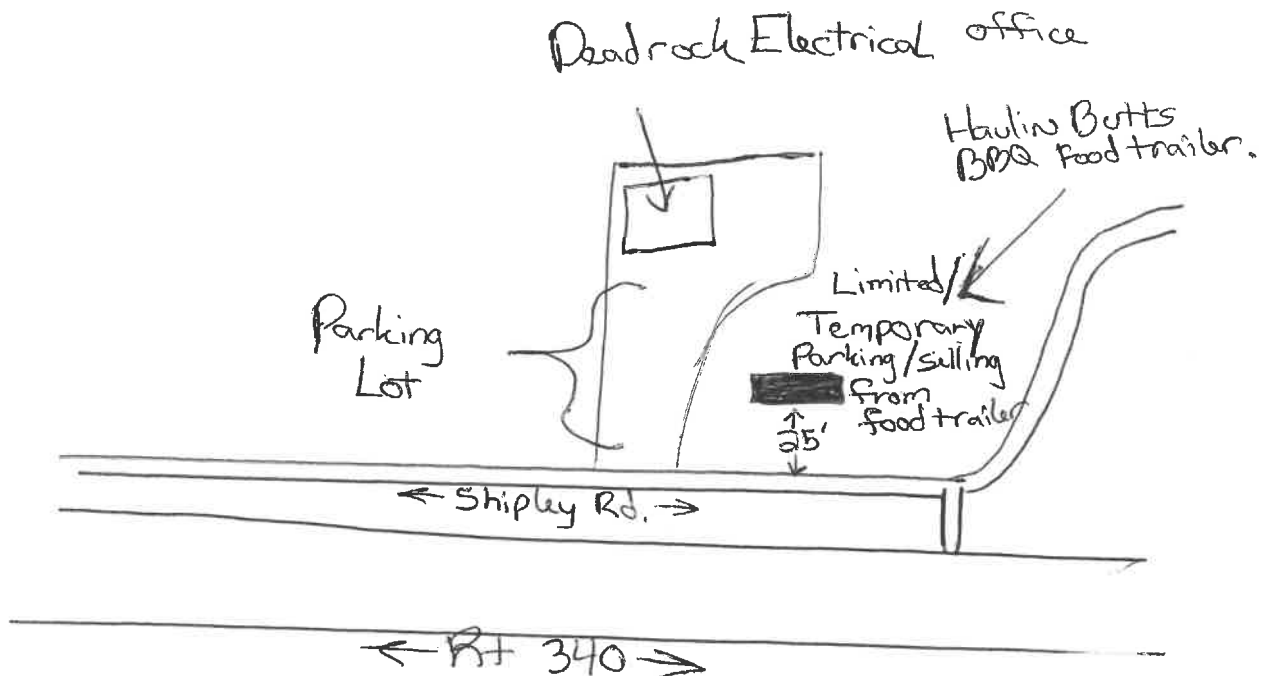 Deadrock Electrical office
Haulin Butts
BBQ Food trailer.
Limited/
Temporary
Parking/selling
from
food trailer
25'
Parking
Lot
Shipley Rd.
Rt 340